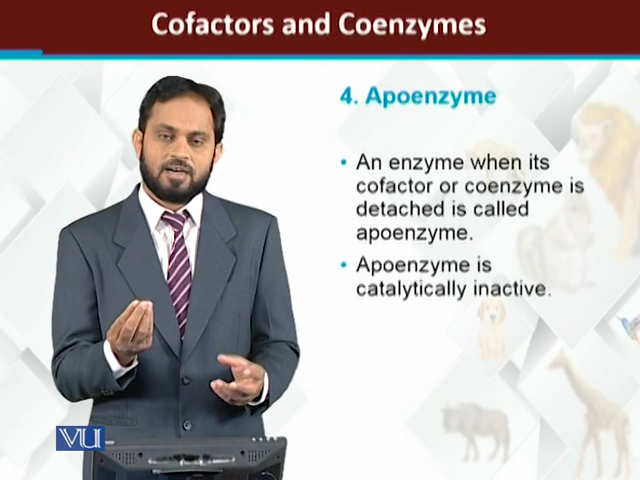 Cofactors and Coenzymes
4. Apoenzyme
• An enzyme when its
cofactor or coenzyme is
detached is called
apoenzyme.
• Apoenzyme is
catalytically inactive.
VU